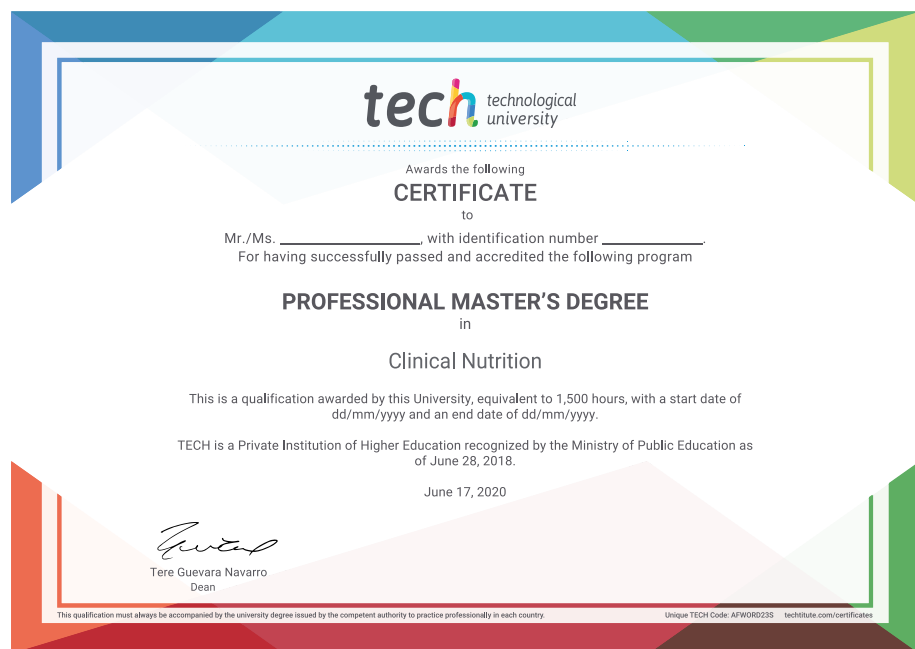 tech technological
university
Awards the following
CERTIFICATE
to
Mr./Ms. ____________________, with identification number ______________.
For having successfully passed and accredited the following program
PROFESSIONAL MASTER'S DEGREE
in
Clinical Nutrition
This is a qualification awarded by this University, equivalent to 1,500 hours, with a start date of
dd/mm/yyyy and an end date of dd/mm/yyyy.
TECH is a Private Institution of Higher Education recognized by the Ministry of Public Education as
of June 28, 2018.
June 17, 2020
Tere Guevara Navarro
Dean
This qualification must always be accompanied by the university degree issued by the competent authority to practice professionally in each country.
Unique TECH Code: AFWORD23S techtitute.com/certificates